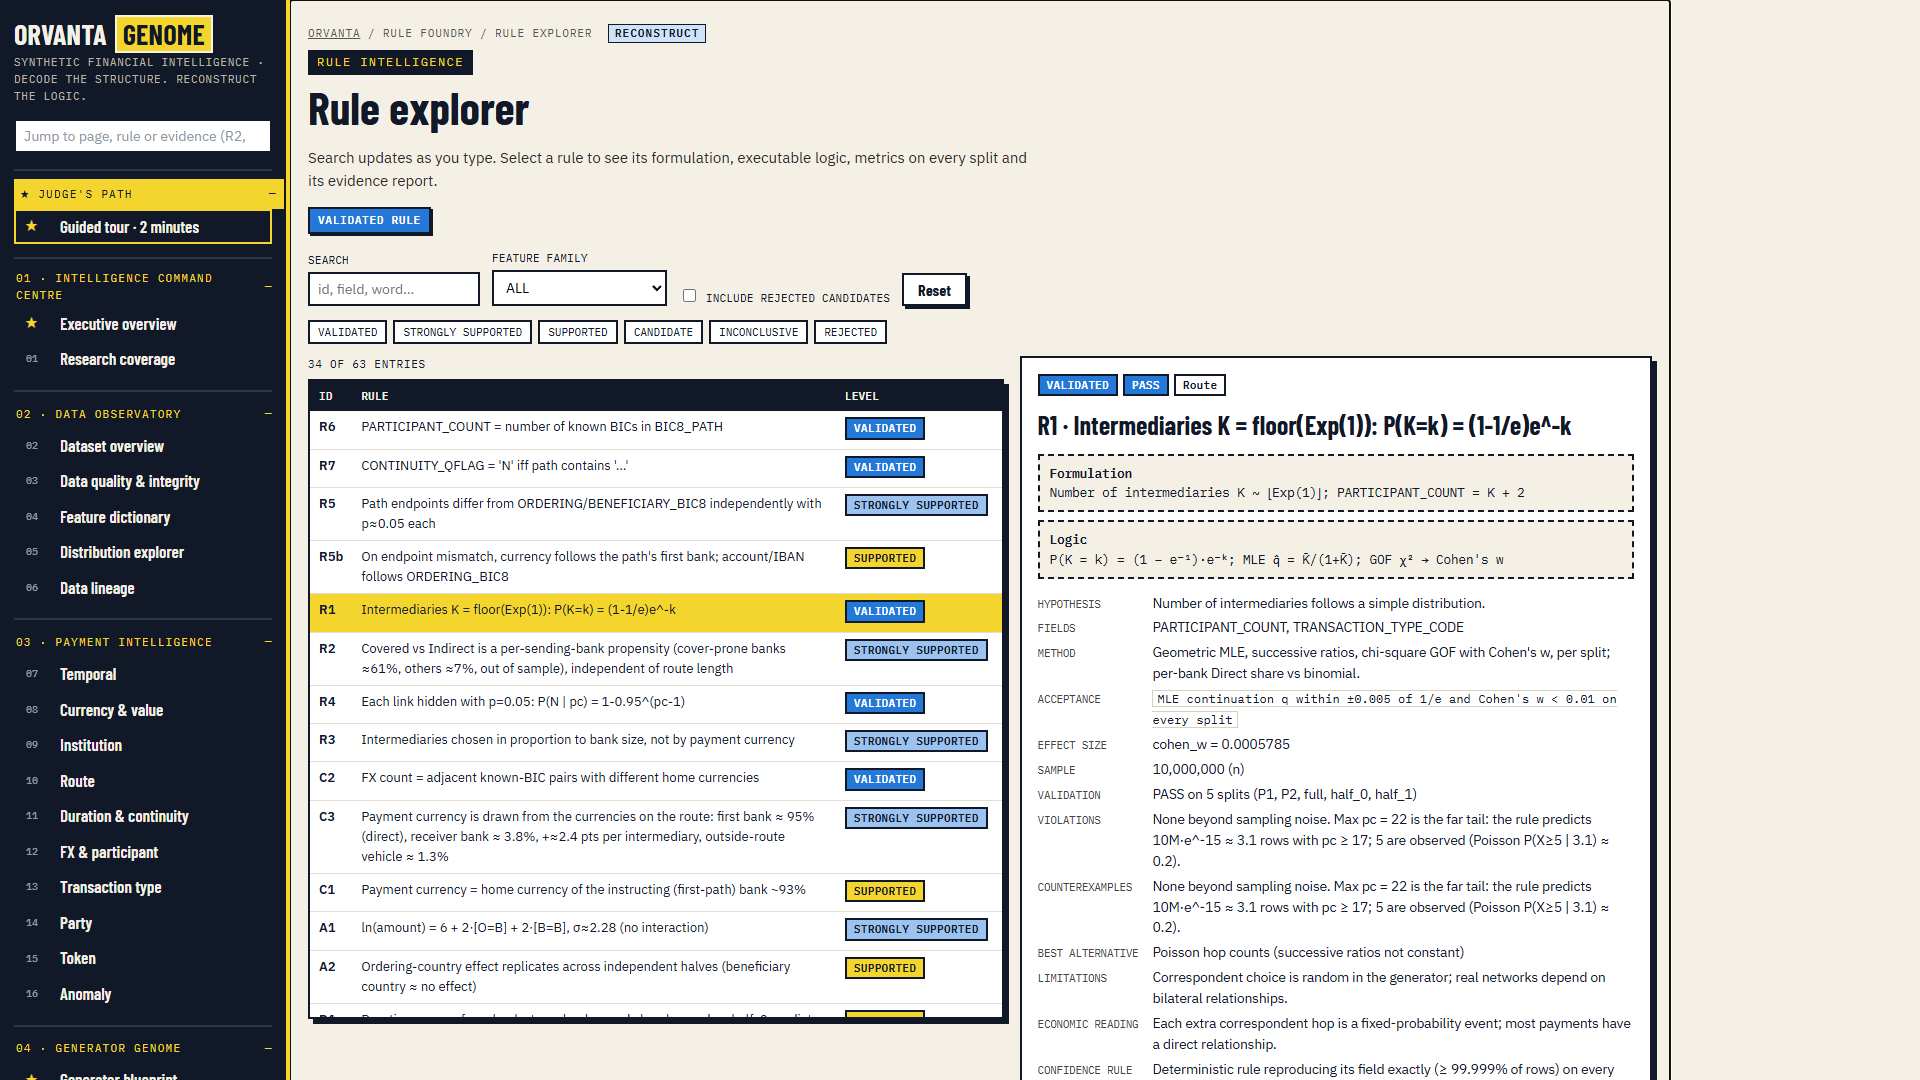 ORVANTA GENOME
SYNTHETIC FINANCIAL INTELLIGENCE ·
DECODE THE STRUCTURE. RECONSTRUCT
THE LOGIC.
Jump to page, rule or evidence (R2,
★ JUDGE'S PATH –
★ Guided tour · 2 minutes
01 · INTELLIGENCE COMMAND
CENTRE –
★ Executive overview
01 Research coverage
02 · DATA OBSERVATORY –
02 Dataset overview
03 Data quality & integrity
04 Feature dictionary
05 Distribution explorer
06 Data lineage
03 · PAYMENT INTELLIGENCE –
07 Temporal
08 Currency & value
09 Institution
10 Route
11 Duration & continuity
12 FX & participant
13 Transaction type
14 Party
15 Token
16 Anomaly
04 · GENERATOR GENOME –
★ Generator blueprint
ORVANTA / RULE FOUNDRY / RULE EXPLORER RECONSTRUCT
RULE INTELLIGENCE
Rule explorer
Search updates as you type. Select a rule to see its formulation, executable logic, metrics on every split and
its evidence report.
VALIDATED RULE
SEARCH
id, field, word...
FEATURE FAMILY
ALL
INCLUDE REJECTED CANDIDATES
Reset
VALIDATED STRONGLY SUPPORTED SUPPORTED CANDIDATE INCONCLUSIVE REJECTED
34 OF 63 ENTRIES
ID RULE LEVEL
R6 PARTICIPANT_COUNT = number of known BICs in BIC8_PATH VALIDATED
R7 CONTINUITY_QFLAG = 'N' iff path contains '...' VALIDATED
R5 Path endpoints differ from ORDERING/BENEFICIARY_BIC8 independently with STRONGLY SUPPORTED
p≈0.05 each
R5b On endpoint mismatch, currency follows the path's first bank; account/IBAN SUPPORTED
follows ORDERING_BIC8
R1 Intermediaries K = floor(Exp(1)): P(K=k) = (1-1/e)e^-k VALIDATED
R2 Covered vs Indirect is a per-sending-bank propensity (cover-prone banks STRONGLY SUPPORTED
≈61%, others ≈7%, out of sample), independent of route length
R4 Each link hidden with p=0.05: P(N | pc) = 1-0.95^(pc-1) VALIDATED
R3 Intermediaries chosen in proportion to bank size, not by payment currency STRONGLY SUPPORTED
C2 FX count = adjacent known-BIC pairs with different home currencies VALIDATED
C3 Payment currency is drawn from the currencies on the route: first bank ≈ 95% STRONGLY SUPPORTED
(direct), receiver bank ≈ 3.8%, +≈2.4 pts per intermediary, outside-route
vehicle ≈ 1.3%
C1 Payment currency = home currency of the instructing (first-path) bank ~93% SUPPORTED
A1 ln(amount) = 6 + 2·[O=B] + 2·[B=B], σ≈2.28 (no interaction) STRONGLY SUPPORTED
A2 Ordering-country effect replicates across independent halves (beneficiary SUPPORTED
country ≈ no effect)
VALIDATED PASS Route
R1 · Intermediaries K = floor(Exp(1)): P(K=k) = (1-1/e)e^-k
Formulation
Number of intermediaries K ~ ⌊Exp(1)⌋; PARTICIPANT_COUNT = K + 2
Logic
P(K = k) = (1 − e⁻¹)·e⁻ᵏ; MLE q̂ = K̄/(1+K̄); GOF χ² → Cohen's w
HYPOTHESIS Number of intermediaries follows a simple distribution.
FIELDS PARTICIPANT_COUNT, TRANSACTION_TYPE_CODE
METHOD Geometric MLE, successive ratios, chi-square GOF with Cohen's w, per split;
per-bank Direct share vs binomial.
ACCEPTANCE MLE continuation q within ±0.005 of 1/e and Cohen's w < 0.01 on
every split
EFFECT SIZE cohen_w = 0.0005785
SAMPLE 10,000,000 (n)
VALIDATION PASS on 5 splits (P1, P2, full, half_0, half_1)
VIOLATIONS None beyond sampling noise. Max pc = 22 is the far tail: the rule predicts
10M·e^-15 ≈ 3.1 rows with pc ≥ 17; 5 are observed (Poisson P(X≥5 | 3.1) ≈
0.2).
COUNTEREXAMPLES None beyond sampling noise. Max pc = 22 is the far tail: the rule predicts
10M·e^-15 ≈ 3.1 rows with pc ≥ 17; 5 are observed (Poisson P(X≥5 | 3.1) ≈
0.2).
BEST ALTERNATIVE Poisson hop counts (successive ratios not constant)
LIMITATIONS Correspondent choice is random in the generator; real networks depend on
bilateral relationships.
ECONOMIC READING Each extra correspondent hop is a fixed-probability event; most payments have
a direct relationship.
CONFIDENCE RULE Deterministic rule reproducing its field exactly (≥ 99.999% of rows) on every